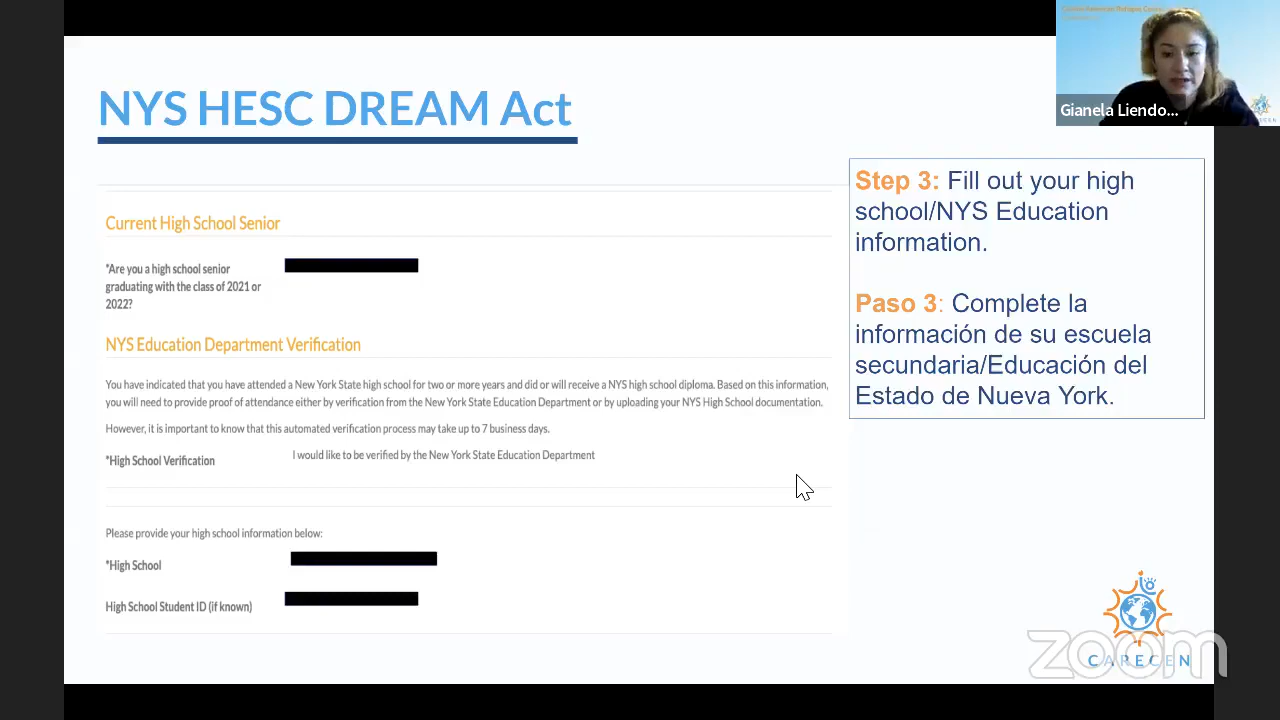 NYS HESC DREAM Act
Gianela Liendo...
Current High School Senior
*Are you a high school senior
graduating with the class of 2021 or
2022?
NYS Education Department Verification
You have indicated that you have attended a New York State high school for two or more years and did or will receive a NYS high school diploma. Based on this information,
you will need to provide proof of attendance either by verification from the New York State Education Department or by uploading your NYS High School documentation.
However, it is important to know that this automated verification process may take up to 7 business days.
*High School Verification I would like to be verified by the New York State Education Department
Please provide your high school information below:
*High School
High School Student ID (if known)
Step 3: Fill out your high
school/NYS Education
information.
Paso 3: Complete la
información de su escuela
secundaria/Educación del
Estado de Nueva York.
zoom
CARECEN